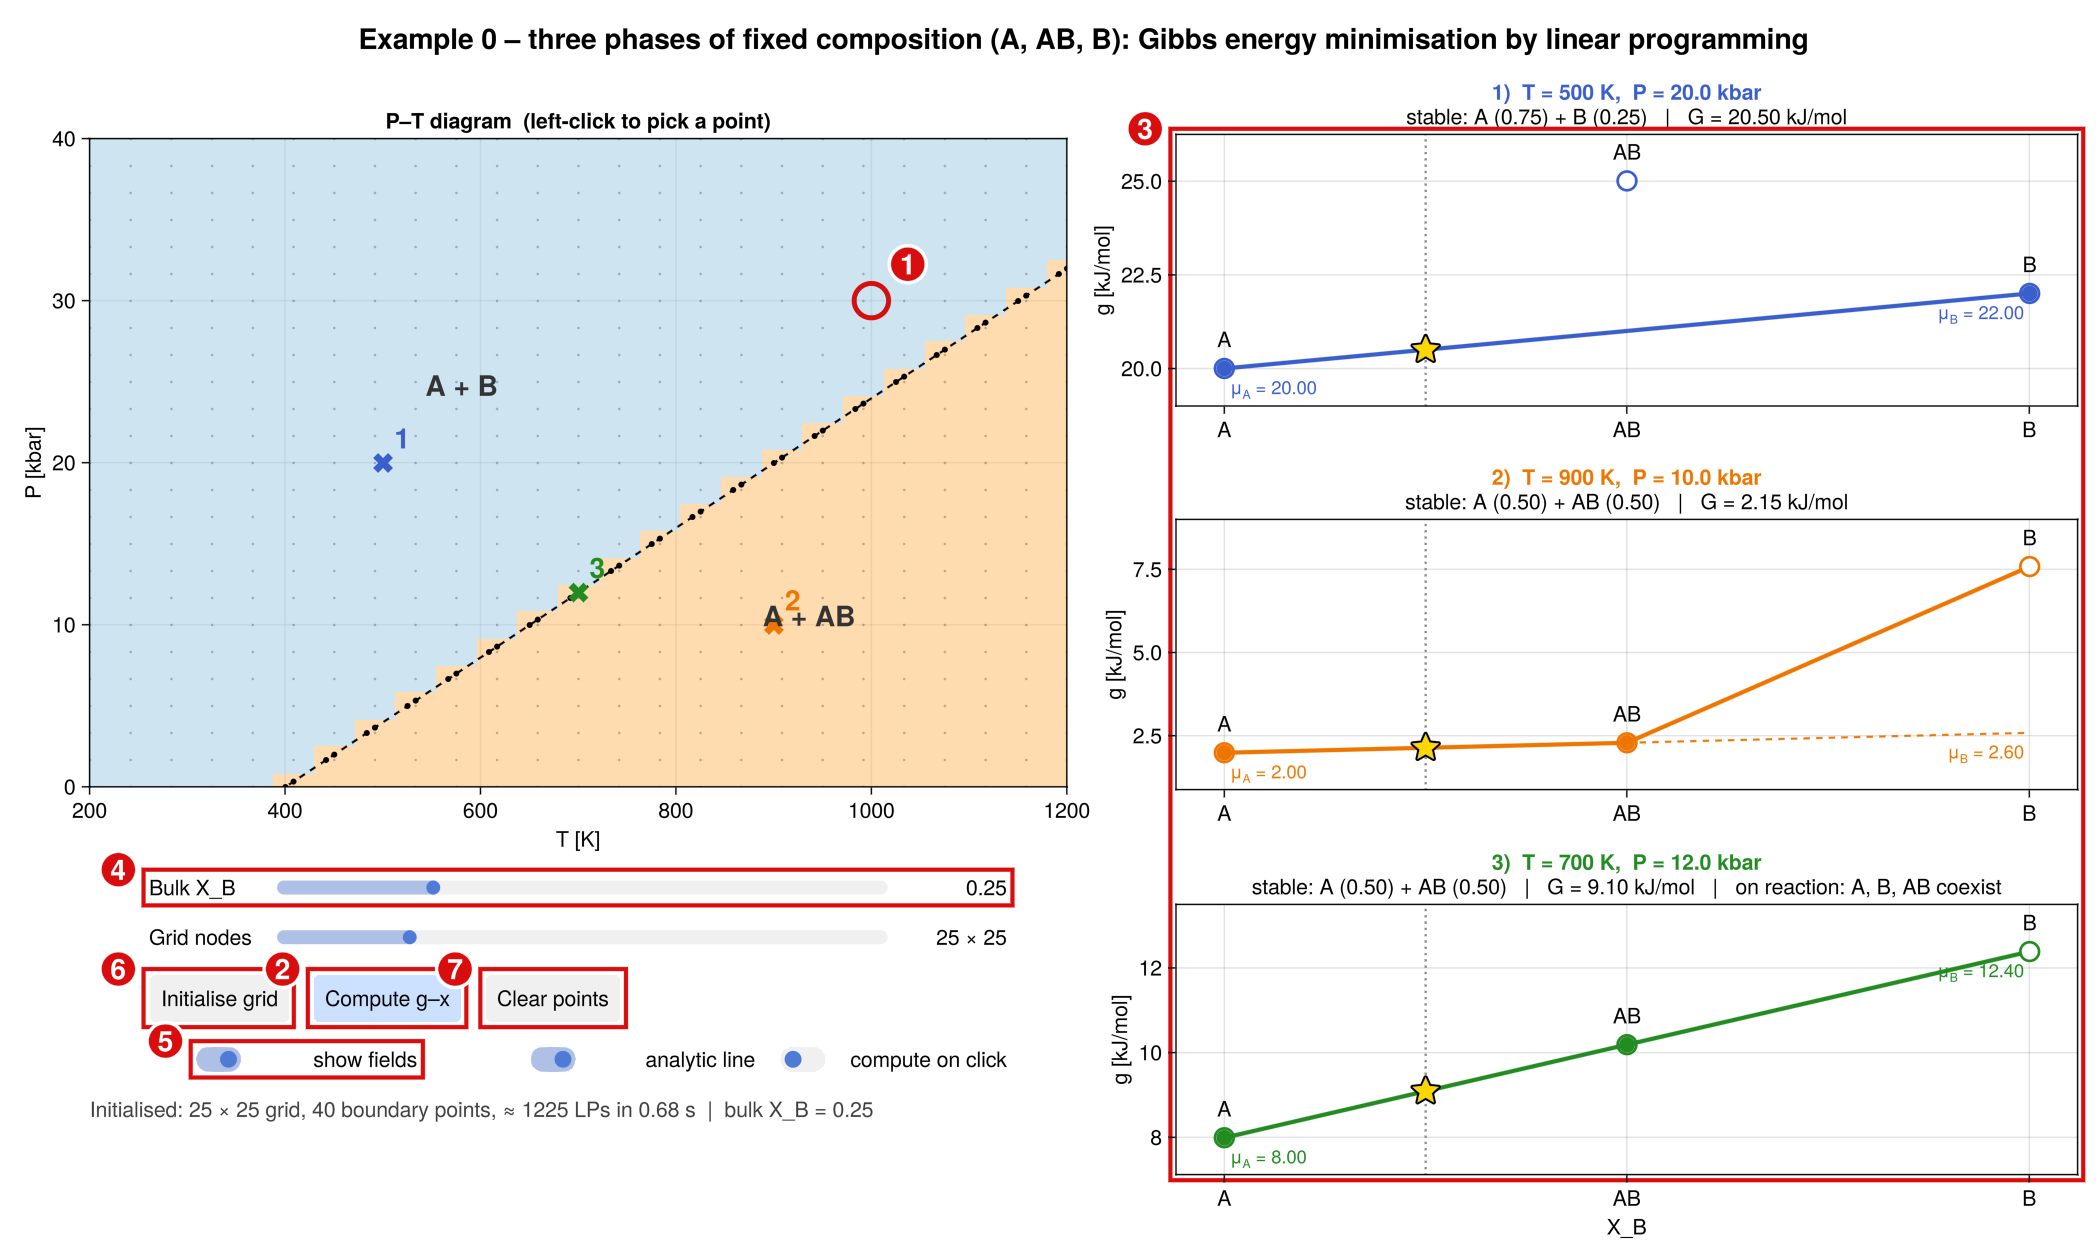 Example 0 – three phases of fixed composition (A, AB, B): Gibbs energy minimisation by linear programming
P–T diagram  (left-click to pick a point)
40
30
20
10
0
P [kbar]
1
A + B
1
3
2
A + AB
200
400
600
800
1000
1200
T [K]
4
Bulk X_B
0.25
Grid nodes
25 × 25
6
2
7
Initialise grid
Compute g–x
Clear points
5
show fields
analytic line
compute on click
Initialised: 25 × 25 grid, 40 boundary points, ≈ 1225 LPs in 0.68 s  |  bulk X_B = 0.25
3
1)  T = 500 K,  P = 20.0 kbar
stable: A (0.75) + B (0.25)   |   G = 20.50 kJ/mol
25.0
22.5
20.0
g [kJ/mol]
AB
B
A
μB = 22.00
μA = 20.00
A
AB
B
2)  T = 900 K,  P = 10.0 kbar
stable: A (0.50) + AB (0.50)   |   G = 2.15 kJ/mol
7.5
5.0
2.5
g [kJ/mol]
B
A
AB
μB = 2.60
μA = 2.00
A
AB
B
3)  T = 700 K,  P = 12.0 kbar
stable: A (0.50) + AB (0.50)   |   G = 9.10 kJ/mol   |   on reaction: A, B, AB coexist
12
10
8
g [kJ/mol]
B
μB = 12.40
AB
A
μA = 8.00
A
AB
B
X_B